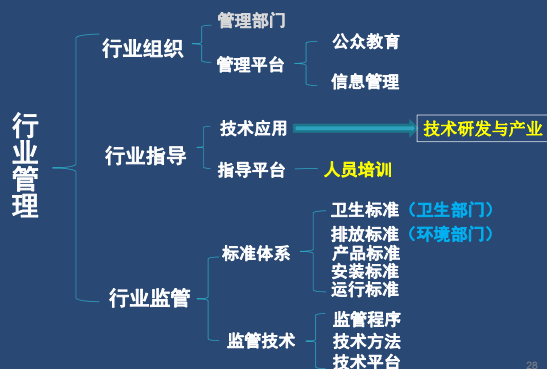 行业管理
行业组织
管理部门
管理平台
公众教育
信息管理
行业指导
技术应用
技术研发与产业
指导平台
人员培训
行业监管
标准体系
卫生标准（卫生部门）
排放标准（环境部门）
产品标准
安装标准
运行标准
监管技术
监管程序
技术方法
技术平台
28